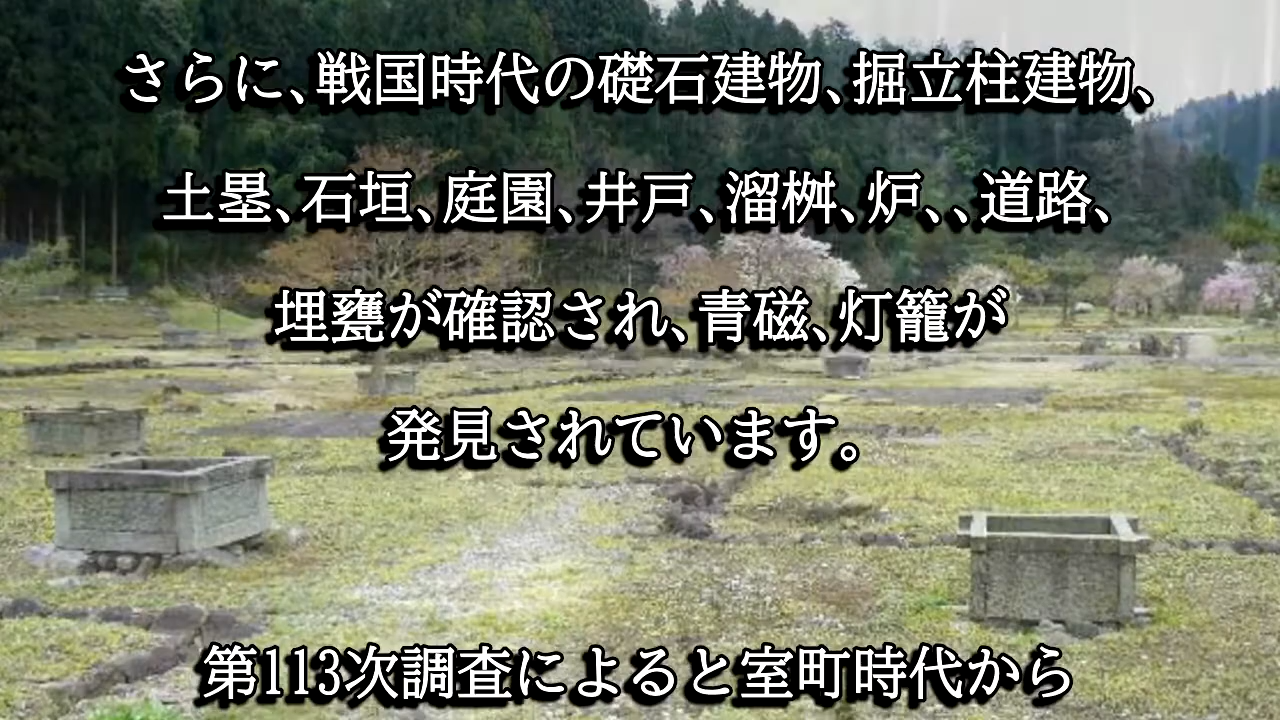 さらに、戦国時代の礎石建物、掘立柱建物、
土塁、石垣、庭園、井戸、溜桝、炉、、道路、
埋甕が確認され、青磁、灯籠が
発見されています。
第113次調査によると室町時代から